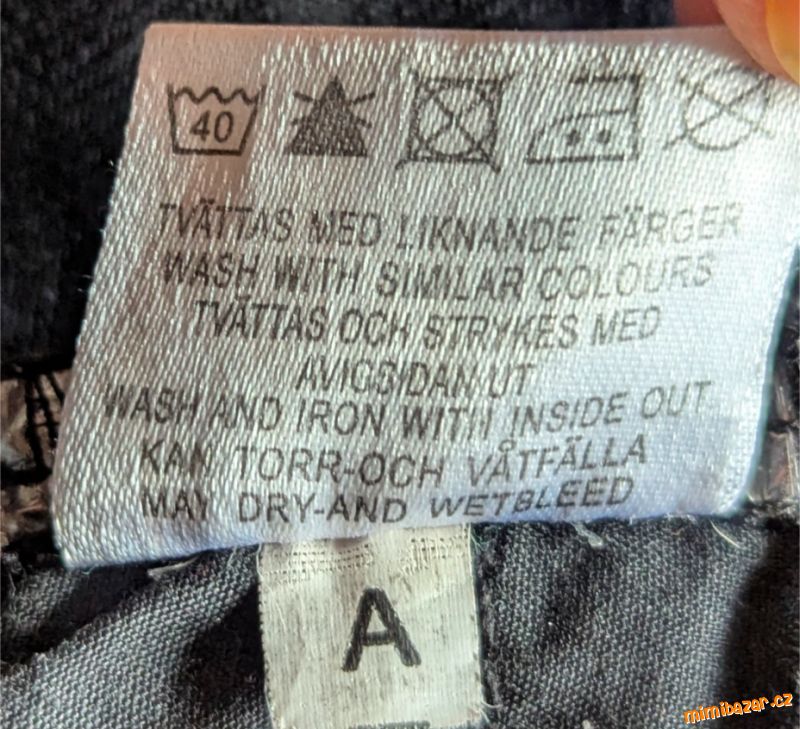 40
TVÄTTAS MED LIKNANDE FÄRGER
WASH WITH SIMILAR COLOURS
TVÄTTAS OCH STRYKES MED
AVIGSIDAN UT
WASH AND IRON WITH INSIDE OUT
KAN TORR-OCH VÅTFÄLLA
MAY DRY-AND WETBLEED
A
mimibazar.cz